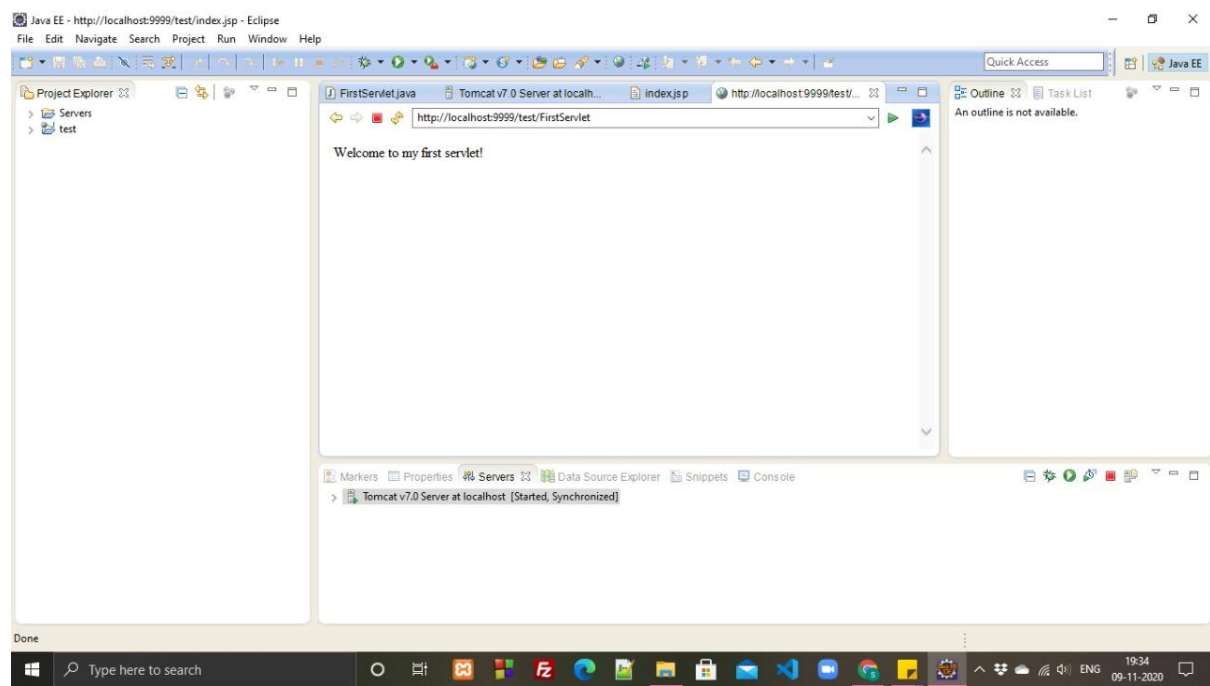 Java EE - http://localhost:9999/test/index.jsp - Eclipse
File Edit Navigate Search Project Run Window Help
Quick Access
Java EE
Project Explorer
Servers
test
FirstServlet.java
Tomcat v7.0 Server at localh...
index.jsp
http://localhost:9999/test/...
http://localhost:9999/test/FirstServlet
Welcome to my first servlet!
Outline
Task List
An outline is not available.
Markers
Properties
Servers
Data Source Explorer
Snippets
Console
Tomcat v7.0 Server at localhost [Started, Synchronized]
Done
Type here to search
ENG
19:34
09-11-2020